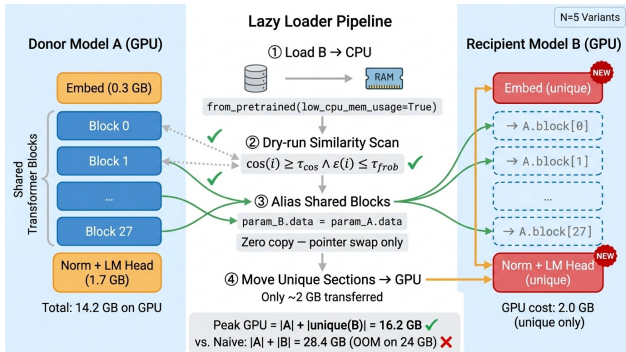 Lazy Loader Pipeline
N=5 Variants
Donor Model A (GPU)
Embed (0.3 GB)
Shared
Transformer Blocks
Block 0
Block 1
...
Block 27
Norm + LM Head
(1.7 GB)
Total: 14.2 GB on GPU
① Load B → CPU
RAM
from_pretrained(low_cpu_mem_usage=True)
② Dry-run Similarity Scan
cos(i) ≥ τcos ∧ ε(i) ≤ τfrob
③ Alias Shared Blocks
param_B.data = param_A.data
Zero copy — pointer swap only
④ Move Unique Sections → GPU
Only ~2 GB transferred
Peak GPU = |A| + |unique(B)| = 16.2 GB
vs. Naive: |A| + |B| = 28.4 GB (OOM on 24 GB)
Recipient Model B (GPU)
NEW
Embed (unique)
→ A.block[0]
→ A.block[1]
...
→ A.block[27]
NEW
Norm + LM Head
(unique)
GPU cost: 2.0 GB
(unique only)